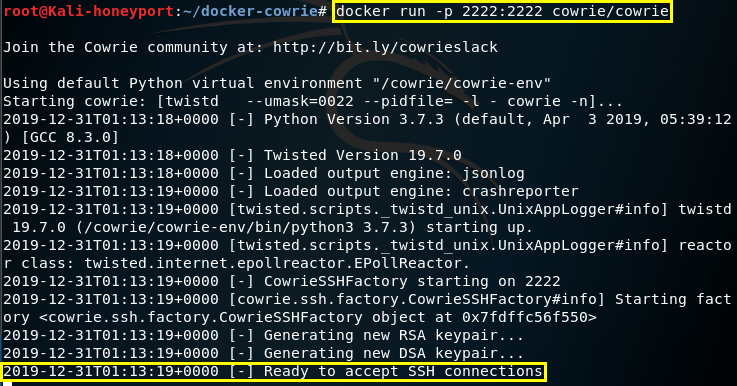 root@Kali-honeyport:~/docker-cowrie# docker run -p 2222:2222 cowrie/cowrie
Join the Cowrie community at: http://bit.ly/cowrieslack
Using default Python virtual environment "/cowrie/cowrie-env"
Starting cowrie: [twistd   --umask=0022 --pidfile= -l - cowrie -n]...
2019-12-31T01:13:18+0000 [-] Python Version 3.7.3 (default, Apr  3 2019, 05:39:12
) [GCC 8.3.0]
2019-12-31T01:13:18+0000 [-] Twisted Version 19.7.0
2019-12-31T01:13:18+0000 [-] Loaded output engine: jsonlog
2019-12-31T01:13:19+0000 [-] Loaded output engine: crashreporter
2019-12-31T01:13:19+0000 [twisted.scripts._twistd_unix.UnixAppLogger#info] twistd
 19.7.0 (/cowrie/cowrie-env/bin/python3 3.7.3) starting up.
2019-12-31T01:13:19+0000 [twisted.scripts._twistd_unix.UnixAppLogger#info] reacto
r class: twisted.internet.epollreactor.EPollReactor.
2019-12-31T01:13:19+0000 [-] CowrieSSHFactory starting on 2222
2019-12-31T01:13:19+0000 [cowrie.ssh.factory.CowrieSSHFactory#info] Starting fact
ory <cowrie.ssh.factory.CowrieSSHFactory object at 0x7fdffc56f550>
2019-12-31T01:13:19+0000 [-] Generating new RSA keypair...
2019-12-31T01:13:19+0000 [-] Generating new DSA keypair...
2019-12-31T01:13:19+0000 [-] Ready to accept SSH connections